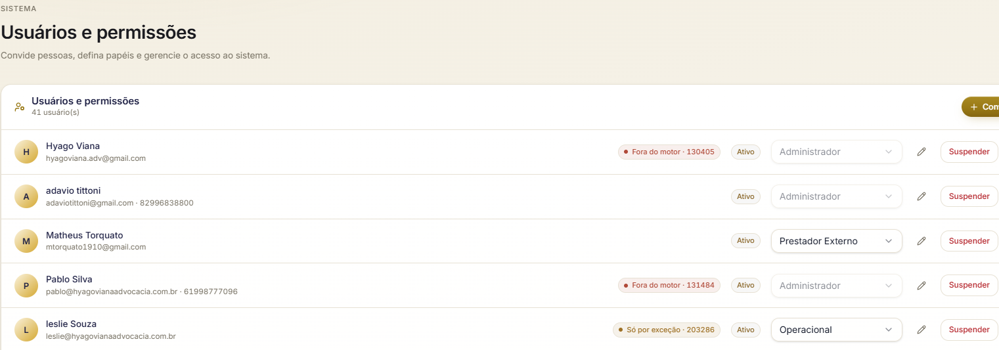 SISTEMA
Usuários e permissões
Convide pessoas, defina papéis e gerencie o acesso ao sistema.
Usuários e permissões
41 usuário(s)
H
Hyago Viana
hyagoviana.adv@gmail.com
Fora do motor · 130405
Ativo
Administrador
Suspender
A
adavio tittoni
adaviotittoni@gmail.com · 82996838800
Ativo
Administrador
Suspender
M
Matheus Torquato
mtorquato1910@gmail.com
Ativo
Prestador Externo
Suspender
P
Pablo Silva
pablo@hyagovianaadvocacia.com.br · 61998777096
Fora do motor · 131484
Ativo
Administrador
Suspender
L
leslie Souza
leslie@hyagovianaadvocacia.com.br
Só por exceção · 203286
Ativo
Operacional
Suspender